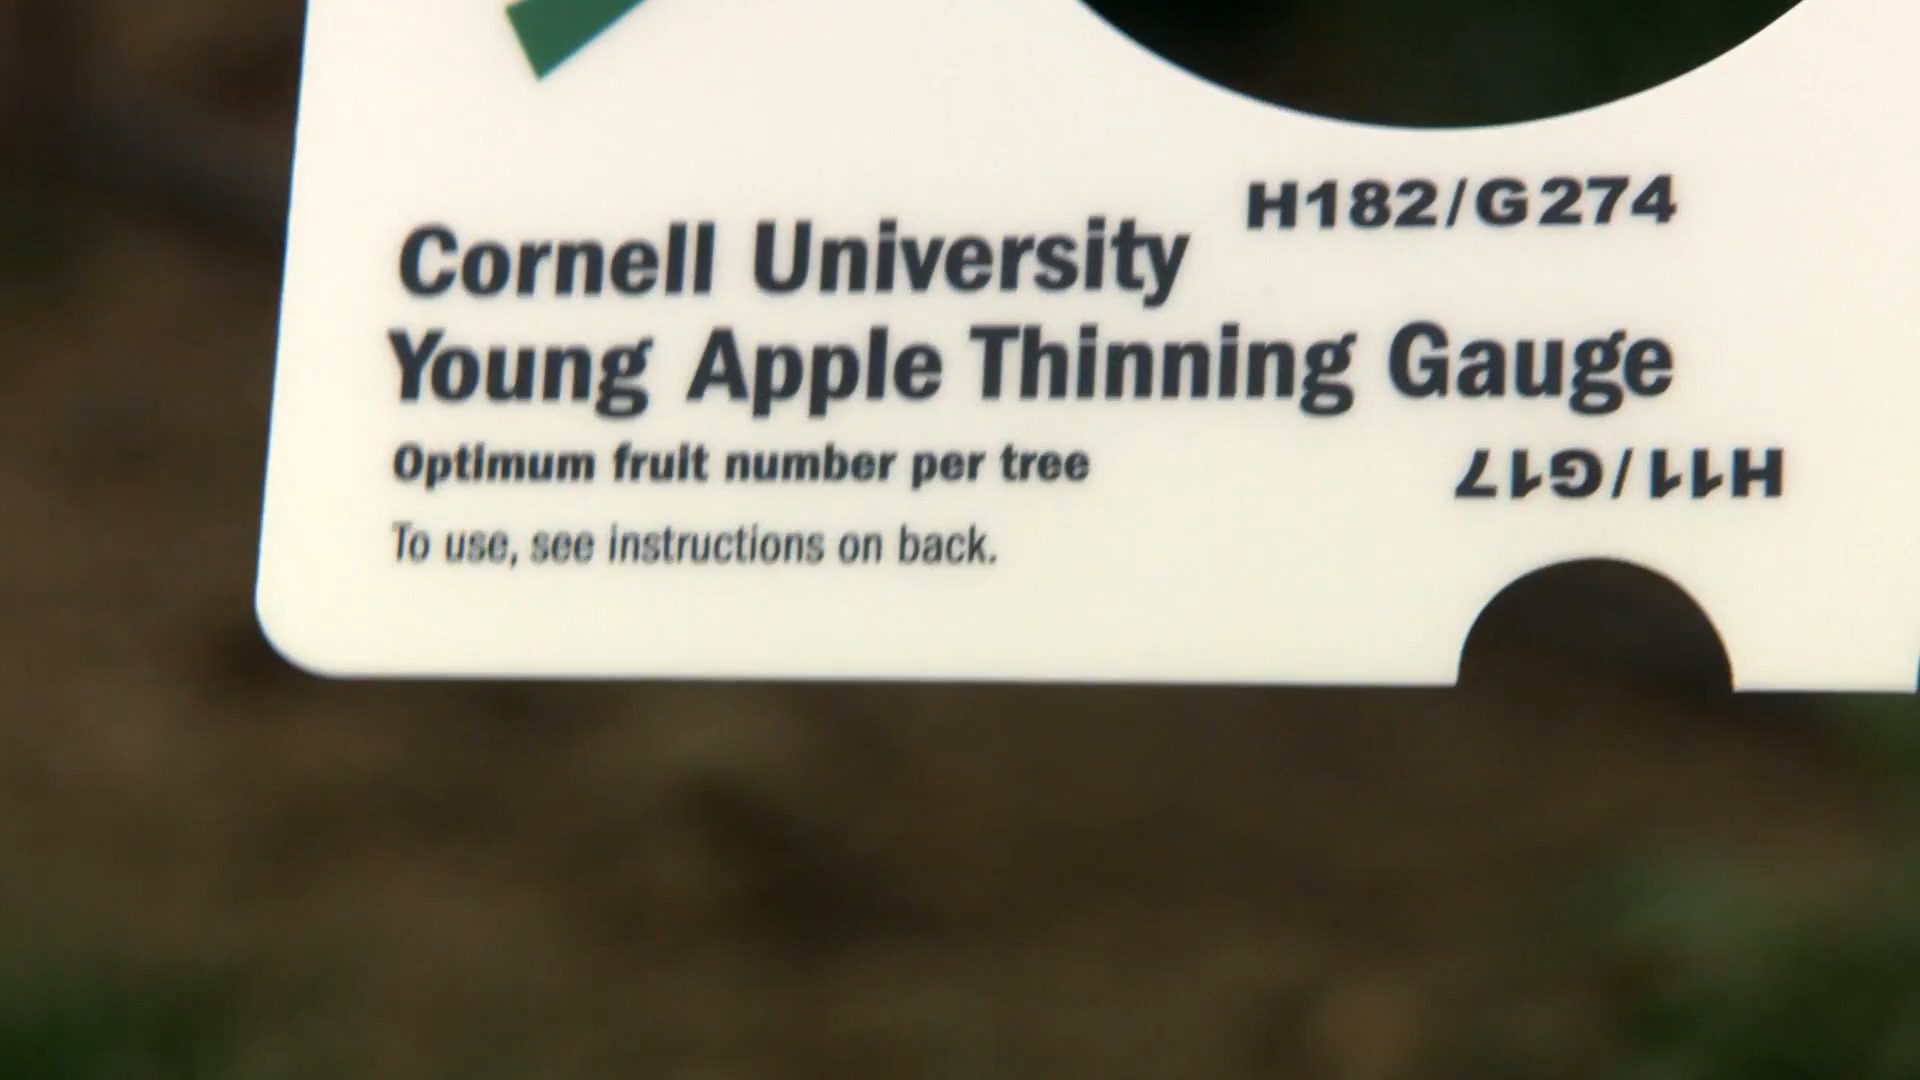 H182/G274
Cornell University
Young Apple Thinning Gauge
Optimum fruit number per tree
H11/G17
To use, see instructions on back.